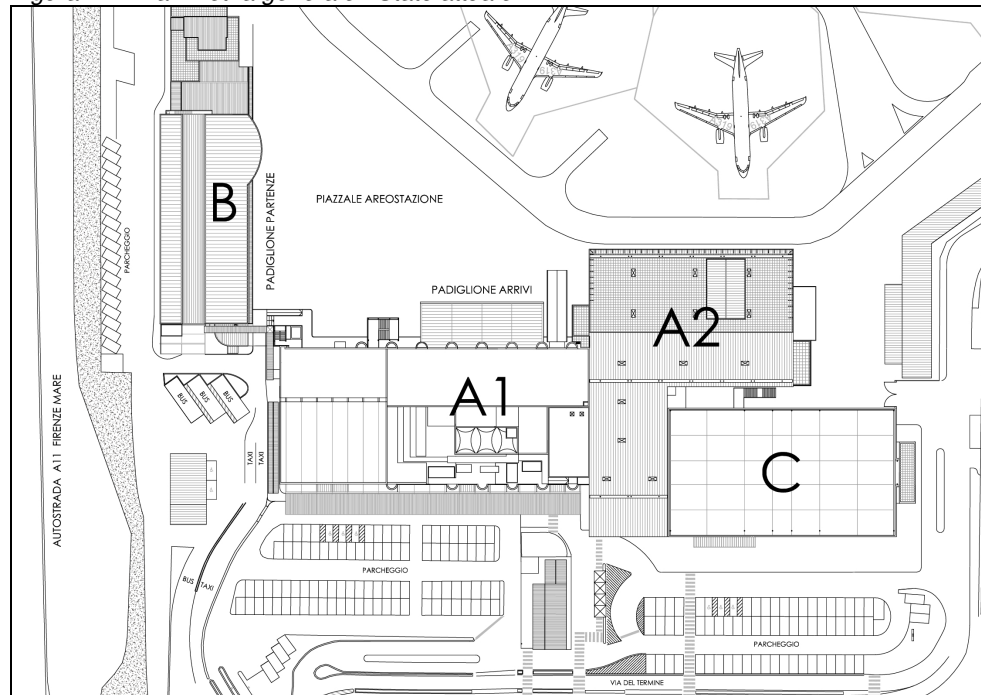 B
PADIGLIONE PARTENZE
PIAZZALE AREOSTAZIONE
PARCHEGGIO
PADIGLIONE ARRIVI
A2
A1
AUTOSTRADA A11 FIRENZE MARE
BUS
BUS
BUS
TAXI
TAXI
C
PARCHEGGIO
BUS
TAXI
PARCHEGGIO
VIA DEL TERMINE